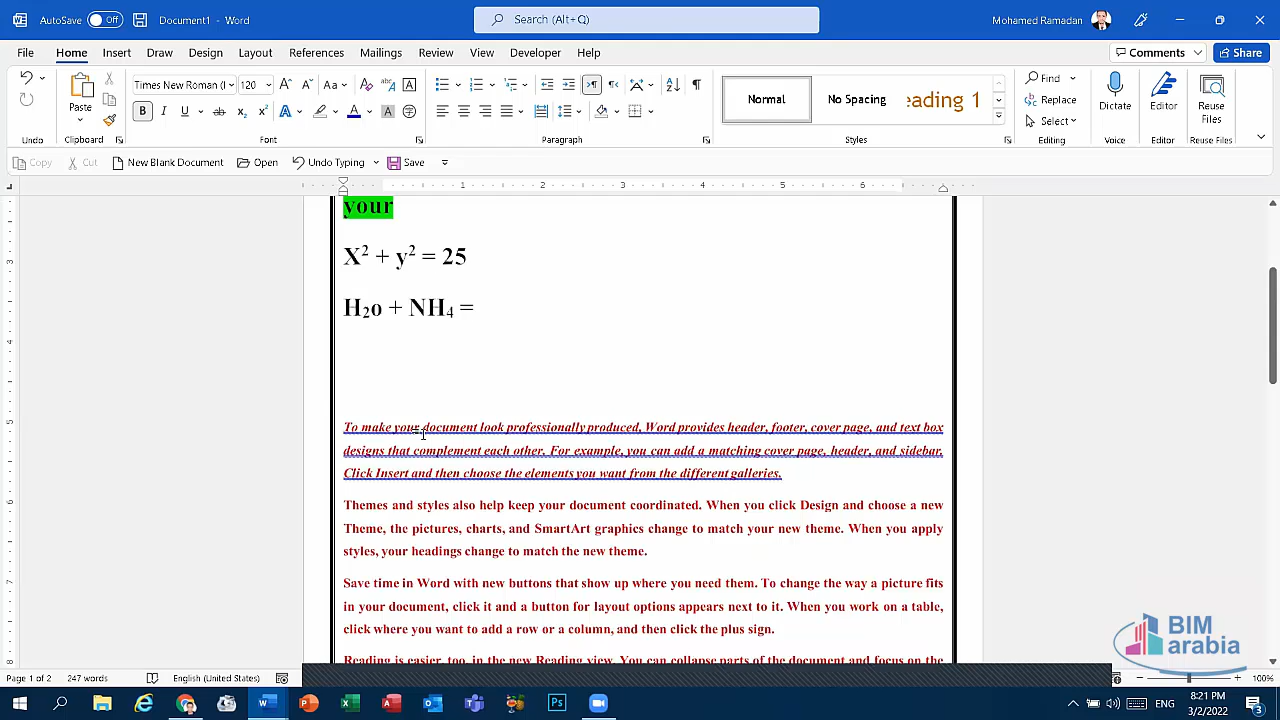 AutoSave Off Document1 - Word Search (Alt+Q) Mohamed Ramadan
File Home Insert Draw Design Layout References Mailings Review View Developer Help Comments Share
Times New Roman ( 120 Aa
Paste
Normal No Spacing eading 1
Find
Replace
Select
Dictate Editor Reuse Files
Undo Clipboard Font Paragraph Styles Editing Voice Editor Reuse Files
Copy Cut New Blank Document Open Undo Typing Save
1 2 3 4 5 6
your
X² + y² = 25
H₂o + NH₄ =
To make your document look professionally produced, Word provides header, footer, cover page, and text box
designs that complement each other. For example, you can add a matching cover page, header, and sidebar.
Click Insert and then choose the elements you want from the different galleries.
Themes and styles also help keep your document coordinated. When you click Design and choose a new
Theme, the pictures, charts, and SmartArt graphics change to match your new theme. When you apply
styles, your headings change to match the new theme.
Save time in Word with new buttons that show up where you need them. To change the way a picture fits
in your document, click it and a button for layout options appears next to it. When you work on a table,
click where you want to add a row or a column, and then click the plus sign.
Reading is easier, too, in the new Reading view. You can collapse parts of the document and focus on the
BIM
arabia
Page 1 of 2 247 words English (United States) 100%
ENG 8:21 PM
3/2/2022